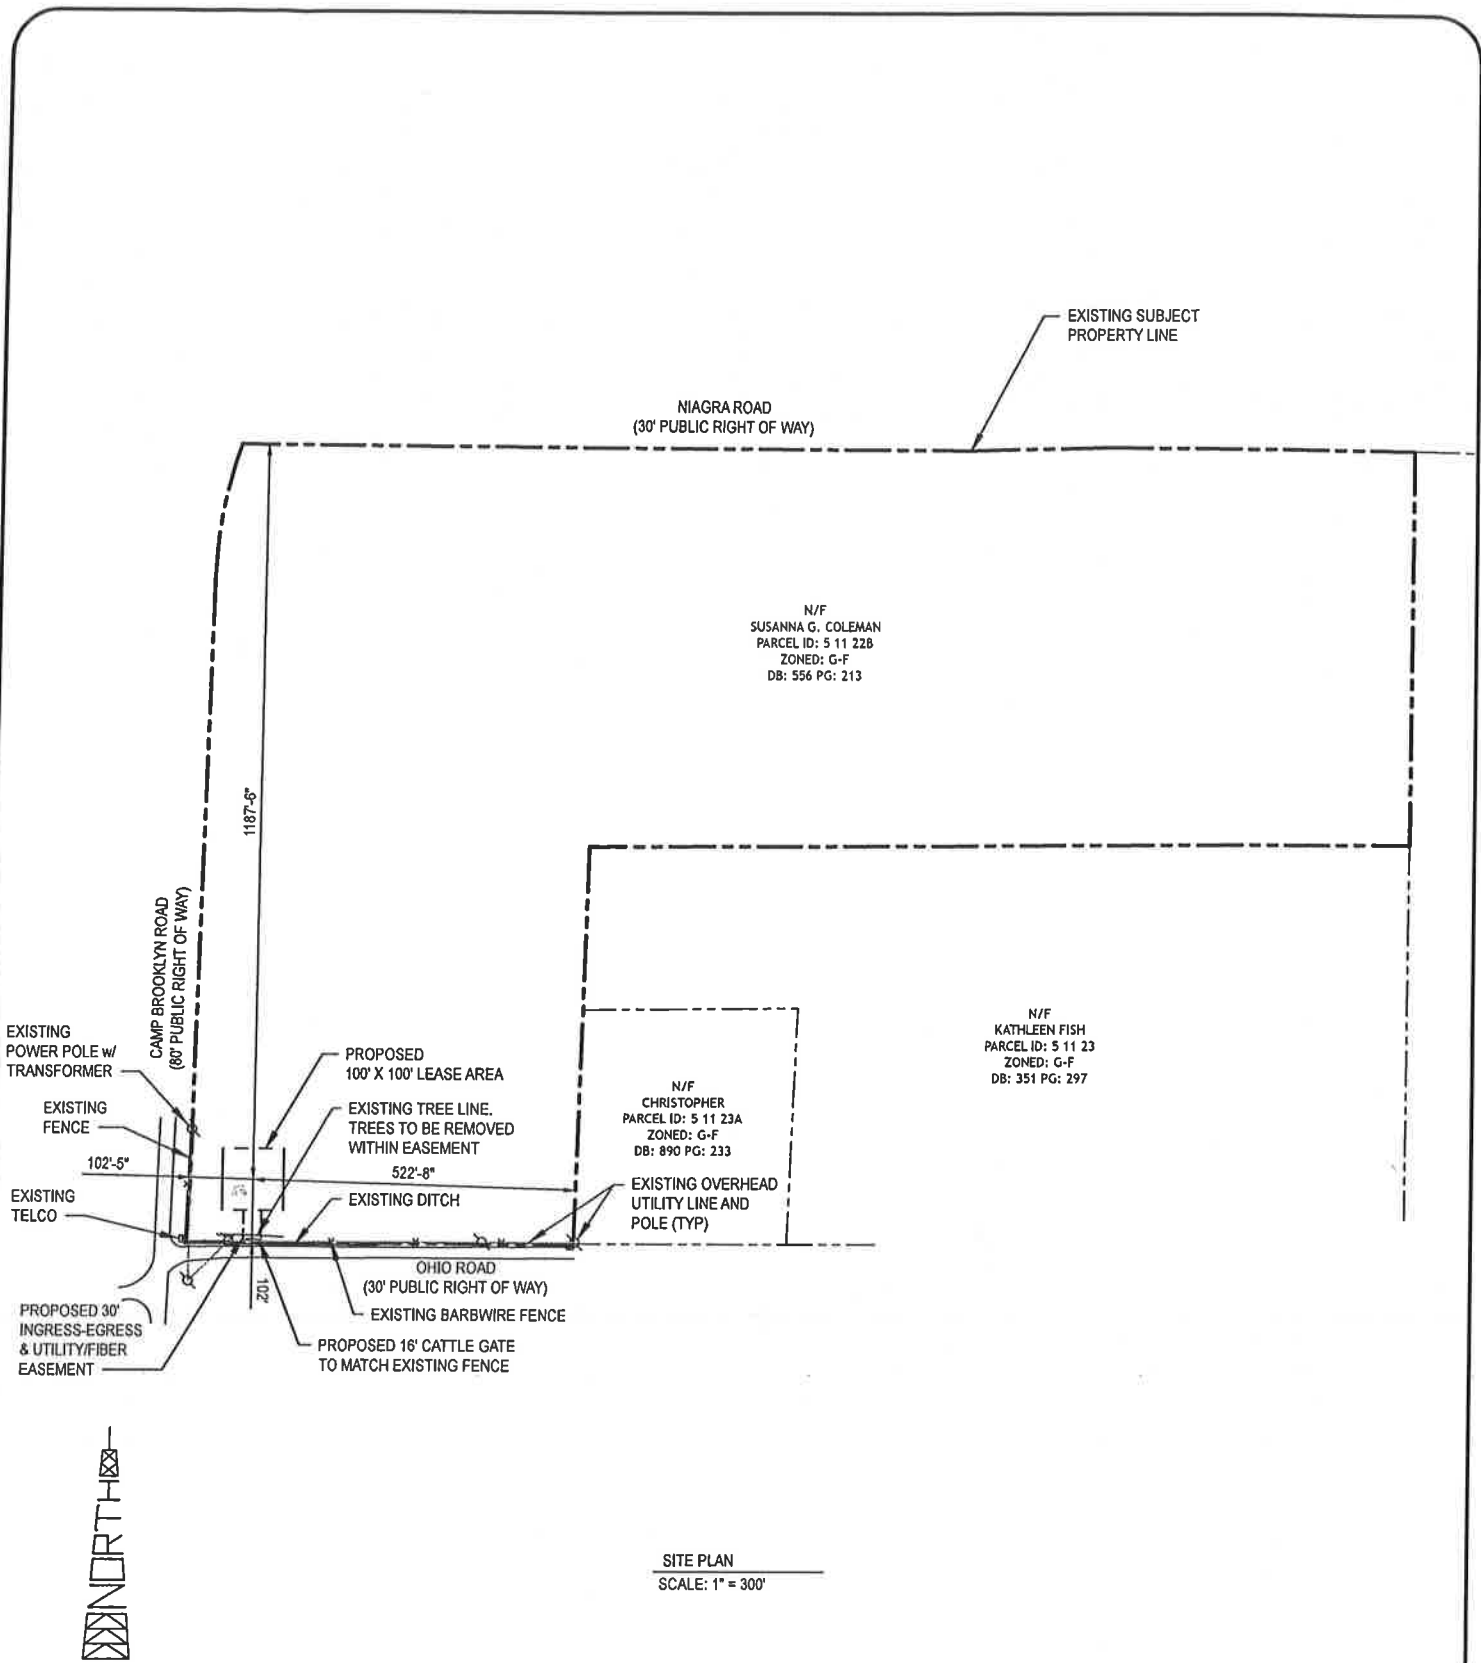 EXISTING SUBJECT
PROPERTY LINE
NIAGRA ROAD
(30' PUBLIC RIGHT OF WAY)
N/F
SUSANNA G. COLEMAN
PARCEL ID: 5 11 22B
ZONED: G-F
DB: 556 PG: 213
1187'-6"
CAMP BROOKLYN ROAD
(80' PUBLIC RIGHT OF WAY)
EXISTING
POWER POLE w/
TRANSFORMER
EXISTING
FENCE
102'-5"
EXISTING
TELCO
PROPOSED
100' X 100' LEASE AREA
EXISTING TREE LINE.
TREES TO BE REMOVED
WITHIN EASEMENT
522'-8"
EXISTING DITCH
N/F
CHRISTOPHER
PARCEL ID: 5 11 23A
ZONED: G-F
DB: 890 PG: 233
N/F
KATHLEEN FISH
PARCEL ID: 5 11 23
ZONED: G-F
DB: 351 PG: 297
EXISTING OVERHEAD
UTILITY LINE AND
POLE (TYP)
OHIO ROAD
(30' PUBLIC RIGHT OF WAY)
102'
EXISTING BARBWIRE FENCE
PROPOSED 16' CATTLE GATE
TO MATCH EXISTING FENCE
PROPOSED 30'
INGRESS-EGRESS
& UTILITY/FIBER
EASEMENT
NORTH
SITE PLAN
SCALE: 1" = 300'